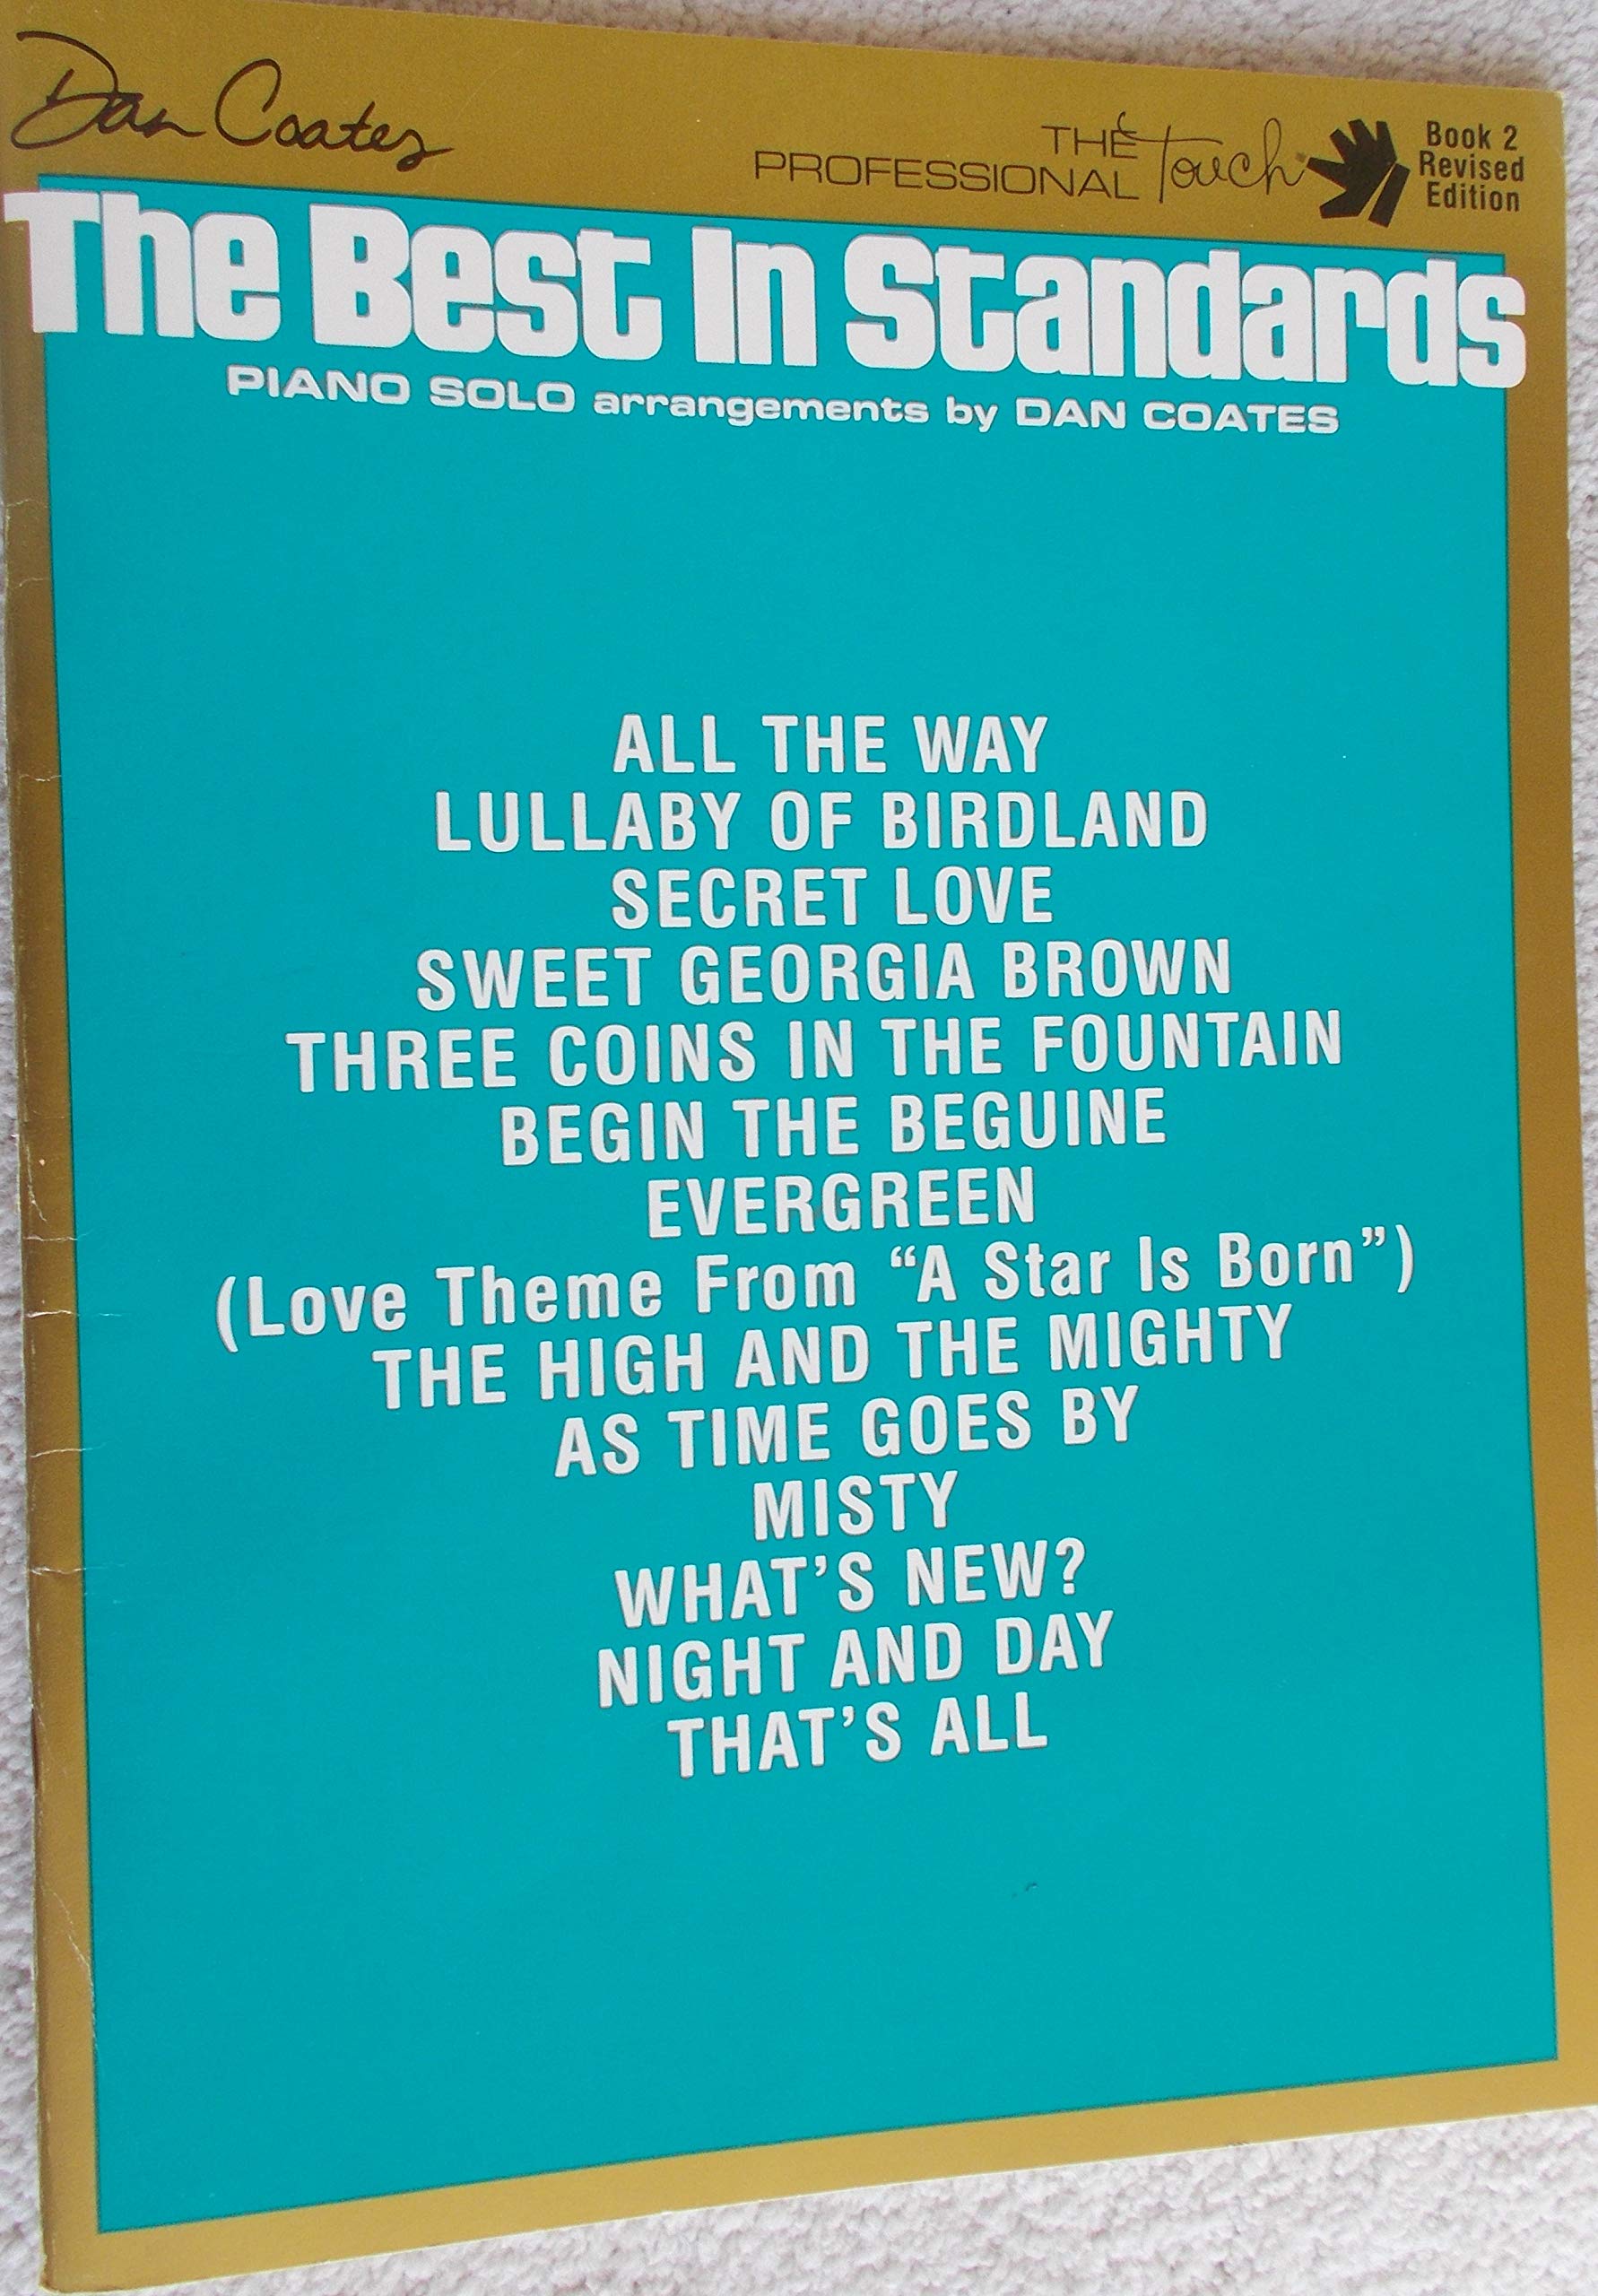 Dan Coates
THE
PROFESSIONAL Touch
Book 2
Revised
Edition
The Best In Standards
PIANO SOLO arrangements by DAN COATES
ALL THE WAY
LULLABY OF BIRDLAND
SECRET LOVE
SWEET GEORGIA BROWN
THREE COINS IN THE FOUNTAIN
BEGIN THE BEGUINE
EVERGREEN
(Love Theme From “A Star Is Born”)
THE HIGH AND THE MIGHTY
AS TIME GOES BY
MISTY
WHAT’S NEW?
NIGHT AND DAY
THAT’S ALL